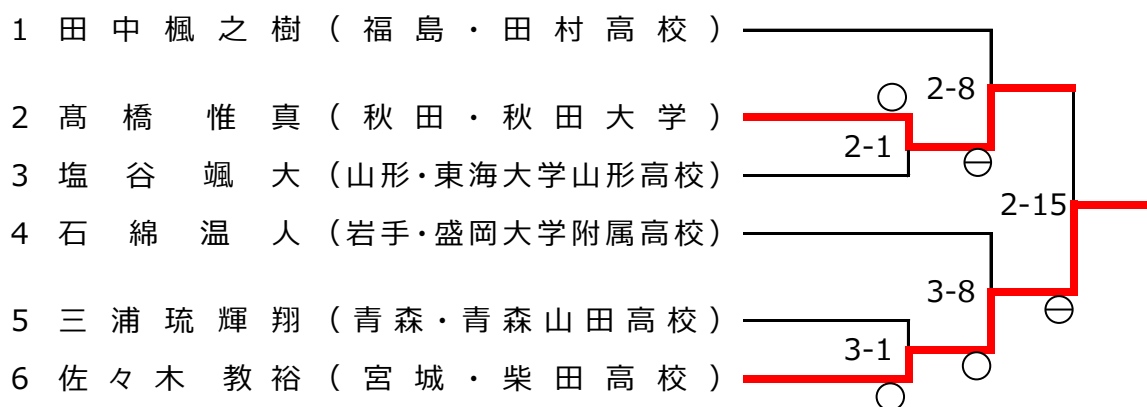 1 田中楓之樹（福島・田村高校）
2-8
2 髙橋惟真（秋田・秋田大学）
2-1
3 塩谷颯大（山形・東海大学山形高校）
2-15
4 石綿温人（岩手・盛岡大学附属高校）
3-8
5 三浦琉輝翔（青森・青森山田高校）
3-1
6 佐々木教裕（宮城・柴田高校）